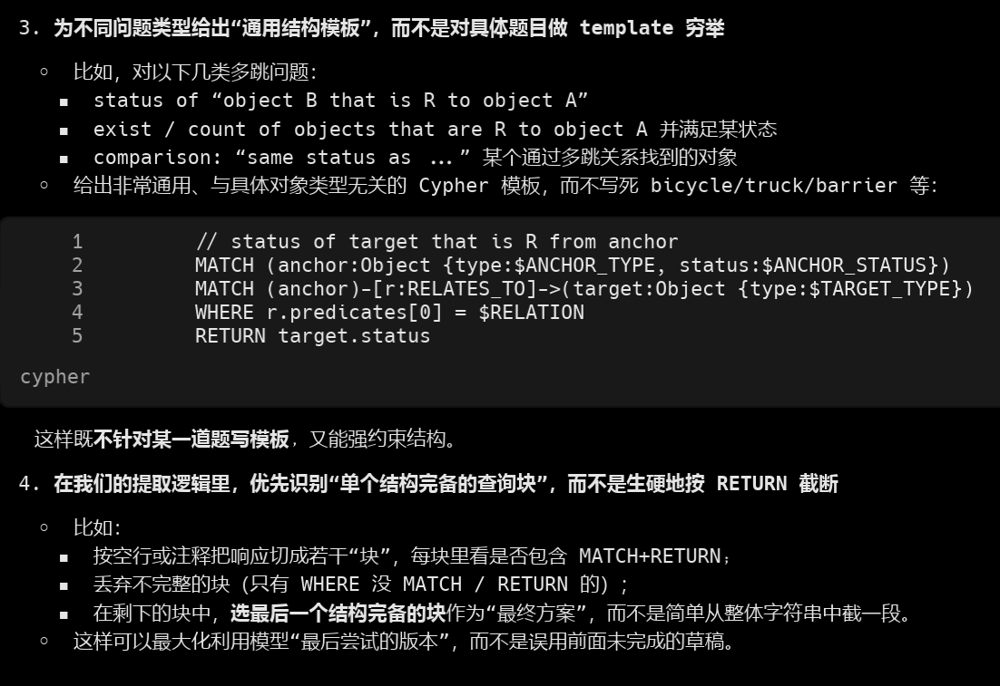 3. 为不同问题类型给出“通用结构模板”，而不是对具体题目做 template 穷举
○ 比如，对以下几类多跳问题：
▪ status of “object B that is R to object A”
▪ exist / count of objects that are R to object A 并满足某状态
▪ comparison: “same status as ...” 某个通过多跳关系找到的对象
○ 给出非常通用、与具体对象类型无关的 Cypher 模板，而不写死 bicycle/truck/barrier 等：
1 // status of target that is R from anchor
2 MATCH (anchor:Object {type:$ANCHOR_TYPE, status:$ANCHOR_STATUS})
3 MATCH (anchor)-[r:RELATES_TO]->(target:Object {type:$TARGET_TYPE})
4 WHERE r.predicates[0] = $RELATION
5 RETURN target.status
cypher
这样既不针对某一道题写模板，又能强约束结构。
4. 在我们的提取逻辑里，优先识别“单个结构完备的查询块”，而不是生硬地按 RETURN 截断
○ 比如：
▪ 按空行或注释把响应切成若干“块”，每块里看是否包含 MATCH+RETURN；
▪ 丢弃不完整的块（只有 WHERE 没 MATCH / RETURN 的）；
▪ 在剩下的块中，选最后一个结构完备的块作为“最终方案”，而不是简单从整体字符串中截一段。
○ 这样可以最大化利用模型“最后尝试的版本”，而不是误用前面未完成的草稿。